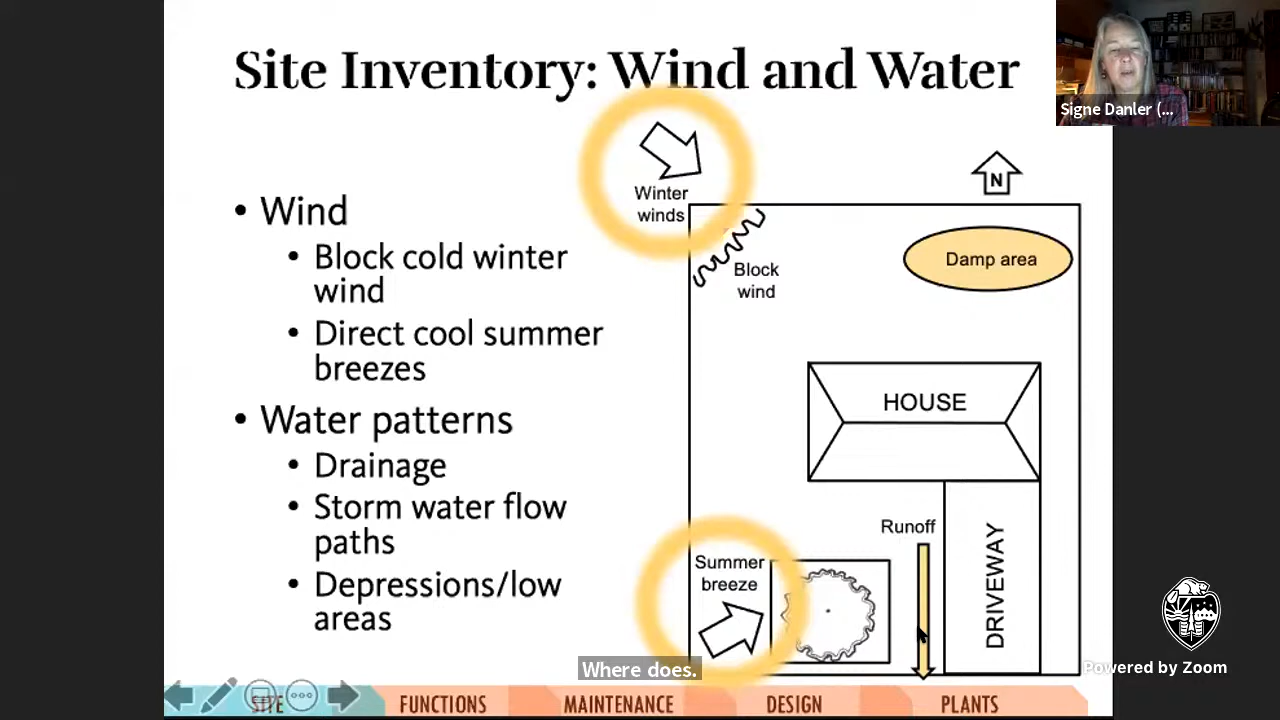 Site Inventory: Wind and Water
Signe Danler (...
• Wind
• Block cold winter
wind
• Direct cool summer
breezes
• Water patterns
• Drainage
• Storm water flow
paths
• Depressions/low
areas
Winter
winds
N
Block
wind
Damp area
HOUSE
Runoff
Summer
breeze
DRIVEWAY
Where does.
Powered by Zoom
SITE
FUNCTIONS
MAINTENANCE
DESIGN
PLANTS